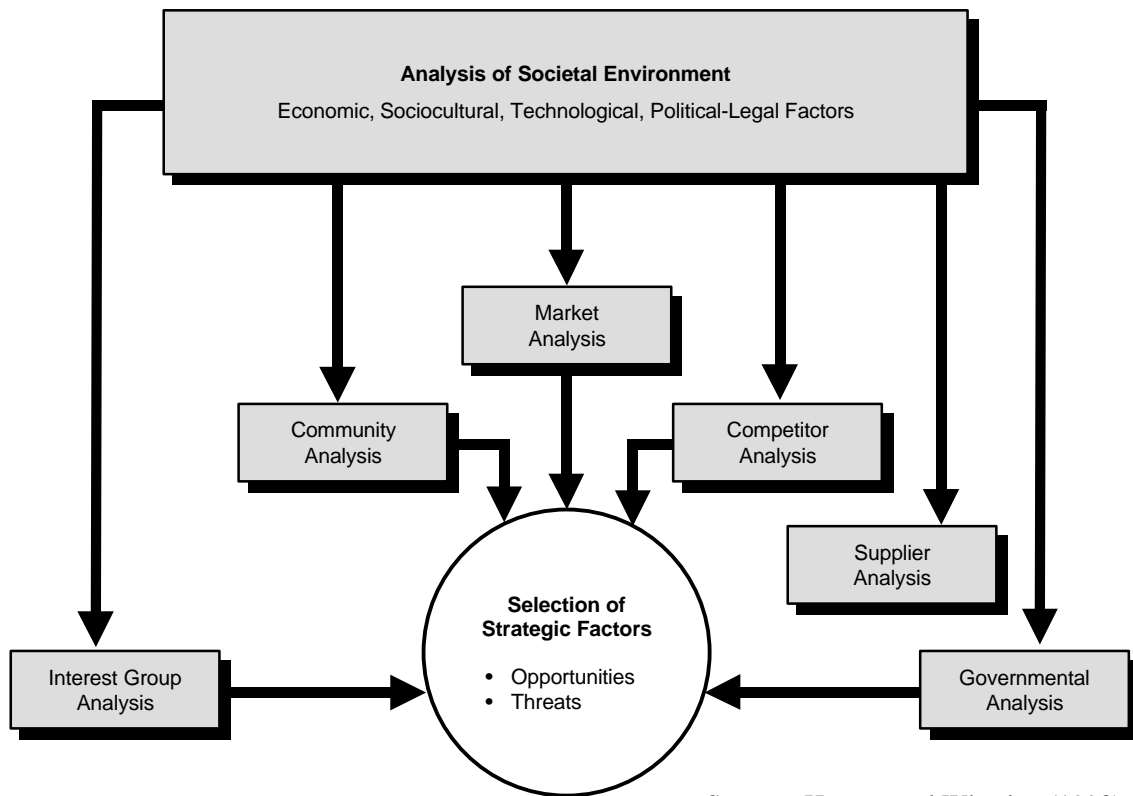 Analysis of Societal Environment
Economic, Sociocultural, Technological, Political-Legal Factors
Market
Analysis
Community
Analysis
Competitor
Analysis
Supplier
Analysis
Selection of
Strategic Factors
• Opportunities
• Threats
Interest Group
Analysis
Governmental
Analysis